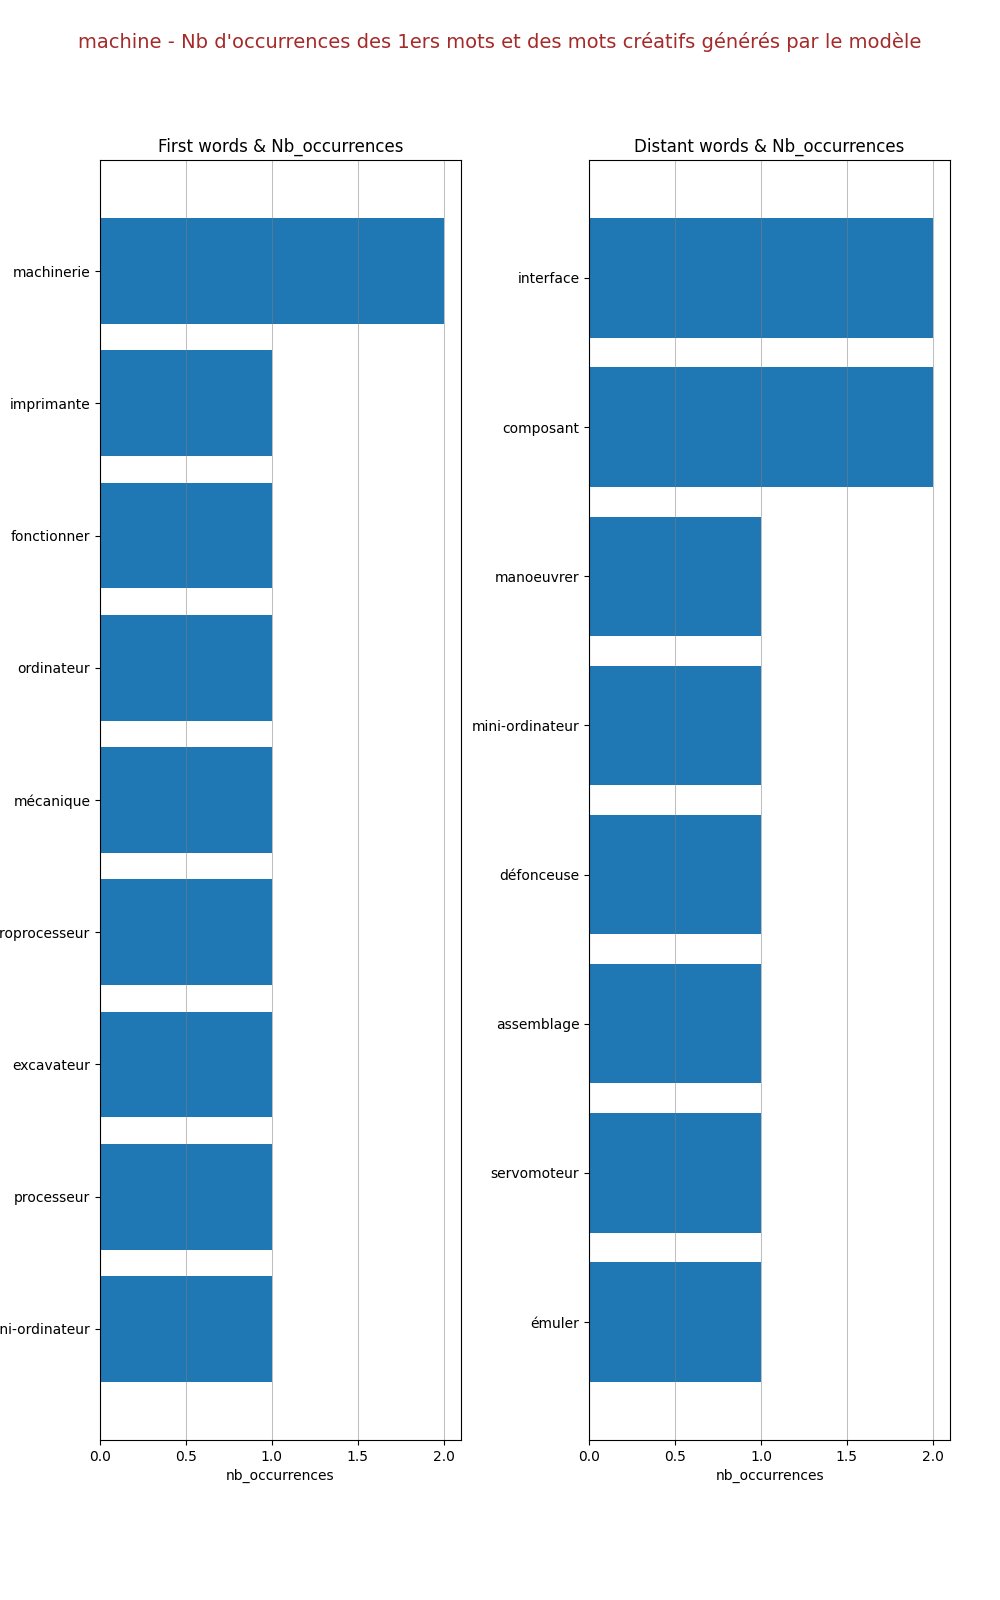 machine - Nb d'occurrences des 1ers mots et des mots créatifs générés par le modèle
First words & Nb_occurrences
machinerie
imprimante
fonctionner
ordinateur
mécanique
roprocesseur
excavateur
processeur
ni-ordinateur
0.0 0.5 1.0 1.5 2.0
nb_occurrences
Distant words & Nb_occurrences
interface
composant
manoeuvrer
mini-ordinateur
défonceuse
assemblage
servomoteur
émuler
0.0 0.5 1.0 1.5 2.0
nb_occurrences